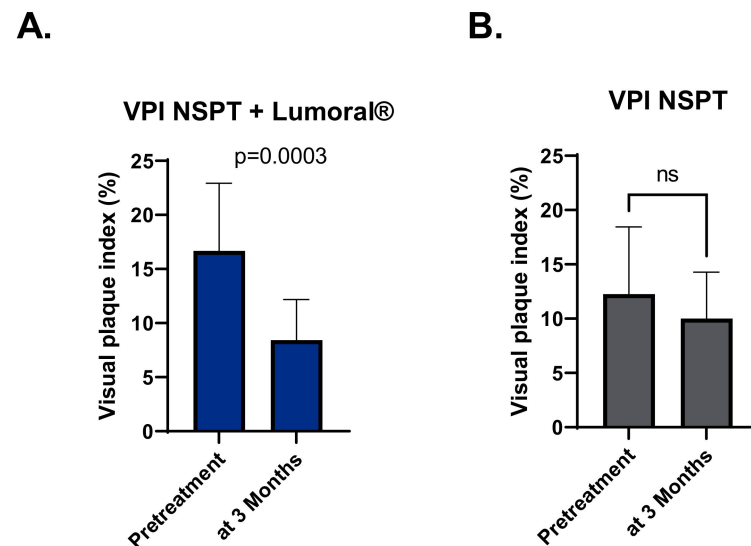 A.
VPI NSPT + Lumoral®
p=0.0003
Visual plaque index (%)
25
20
15
10
5
0
Pretreatment
at 3 Months
B.
VPI NSPT
ns
Visual plaque index (%)
25
20
15
10
5
0
Pretreatment
at 3 Months